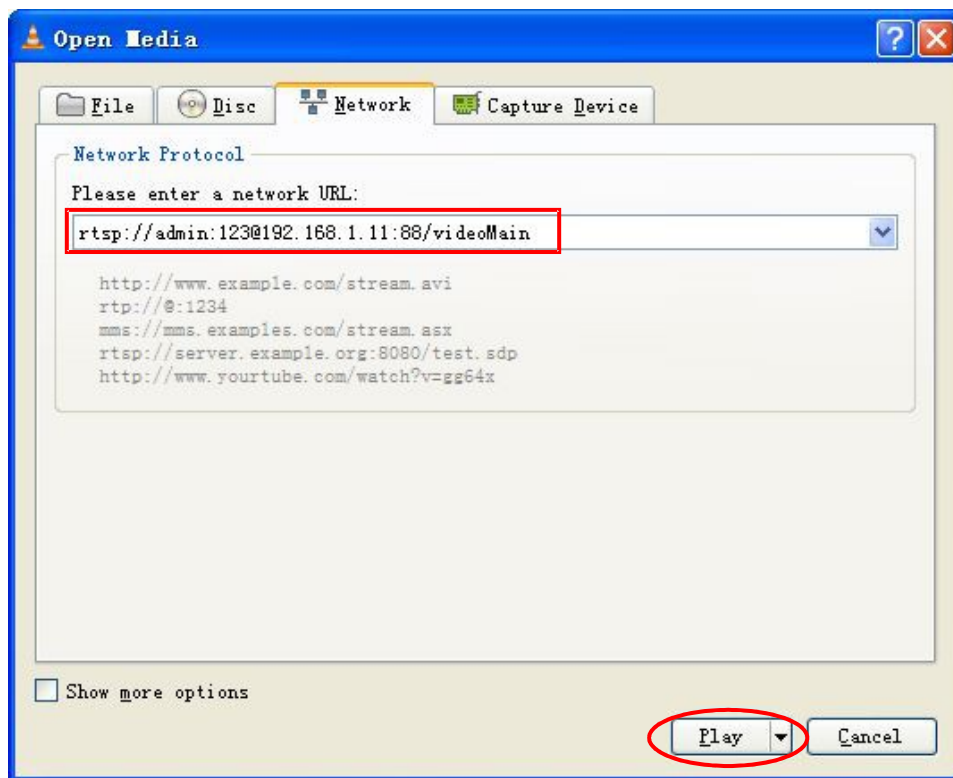 Open Media
File Disc Network Capture Device
Network Protocol
Please enter a network URL:
rtsp://admin:123@192.168.1.11:88/videoMain
http://www.example.com/stream.avi
rtp://@:1234
mms://mms.examples.com/stream.asx
rtsp://server.example.org:8080/test.sdp
http://www.yourtube.com/watch?v=gg64x
Show more options
Play Cancel